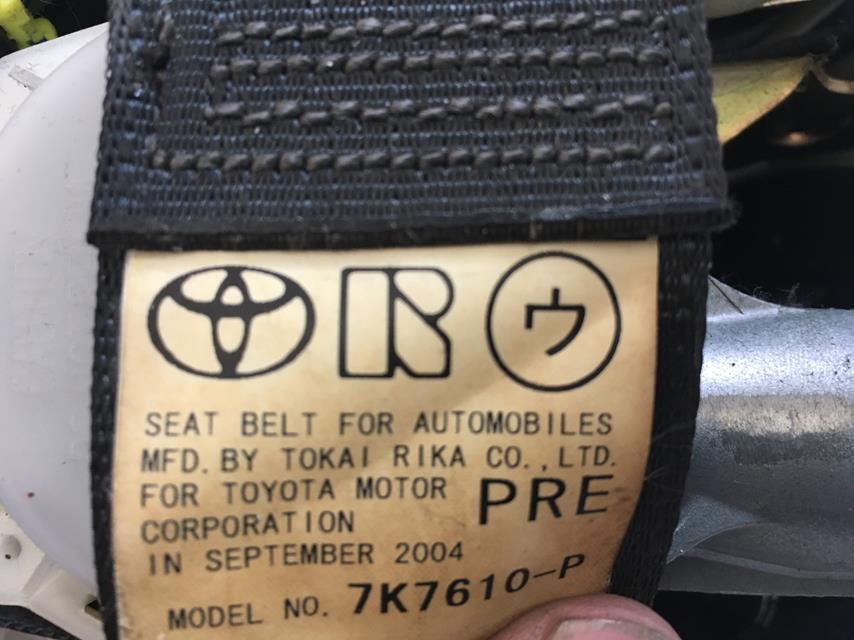 R ウ
SEAT BELT FOR AUTOMOBILES
MFD. BY TOKAI RIKA CO., LTD.
FOR TOYOTA MOTOR PRE
CORPORATION
IN SEPTEMBER 2004
MODEL NO. 7K7610-P